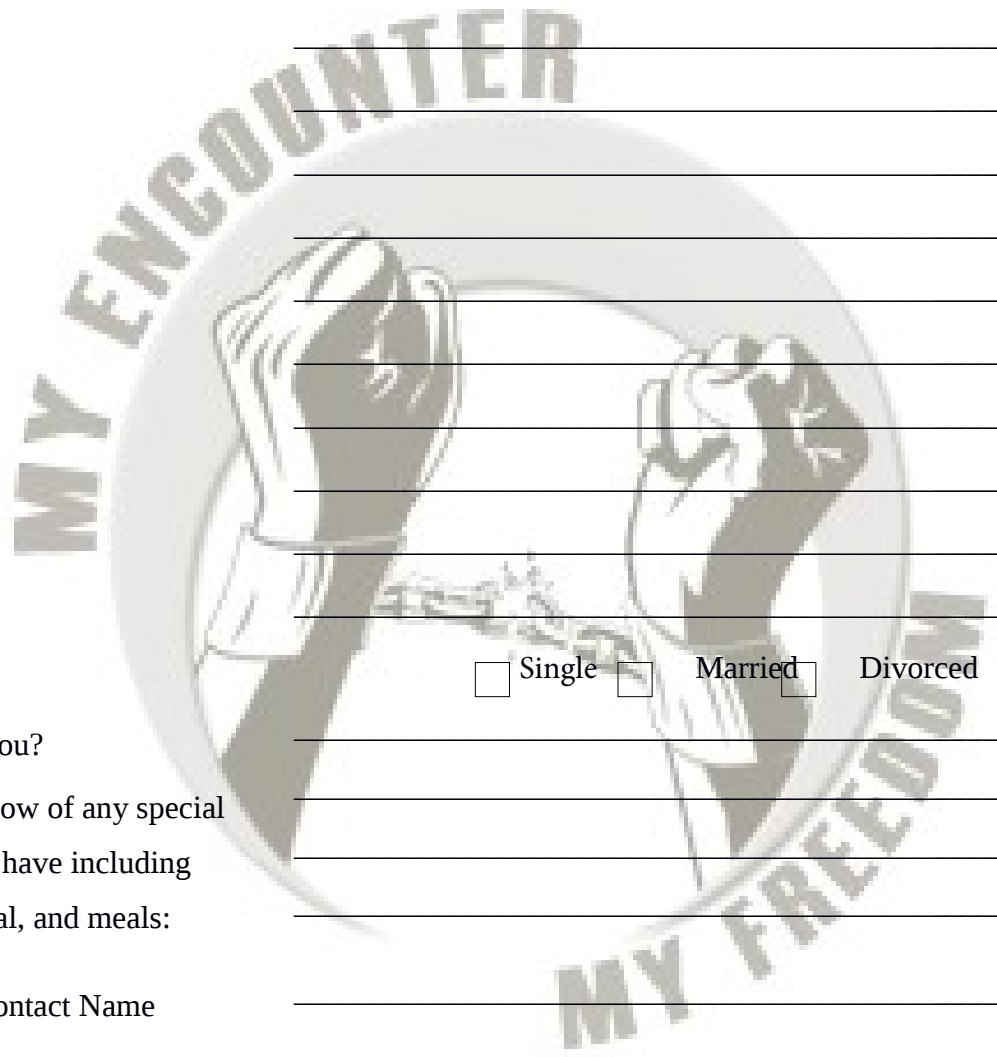 MY ENCOUNTER
Single Married Divorced
ou?
ow of any special
have including
al, and meals:
ontact Name
MY FREEDOM